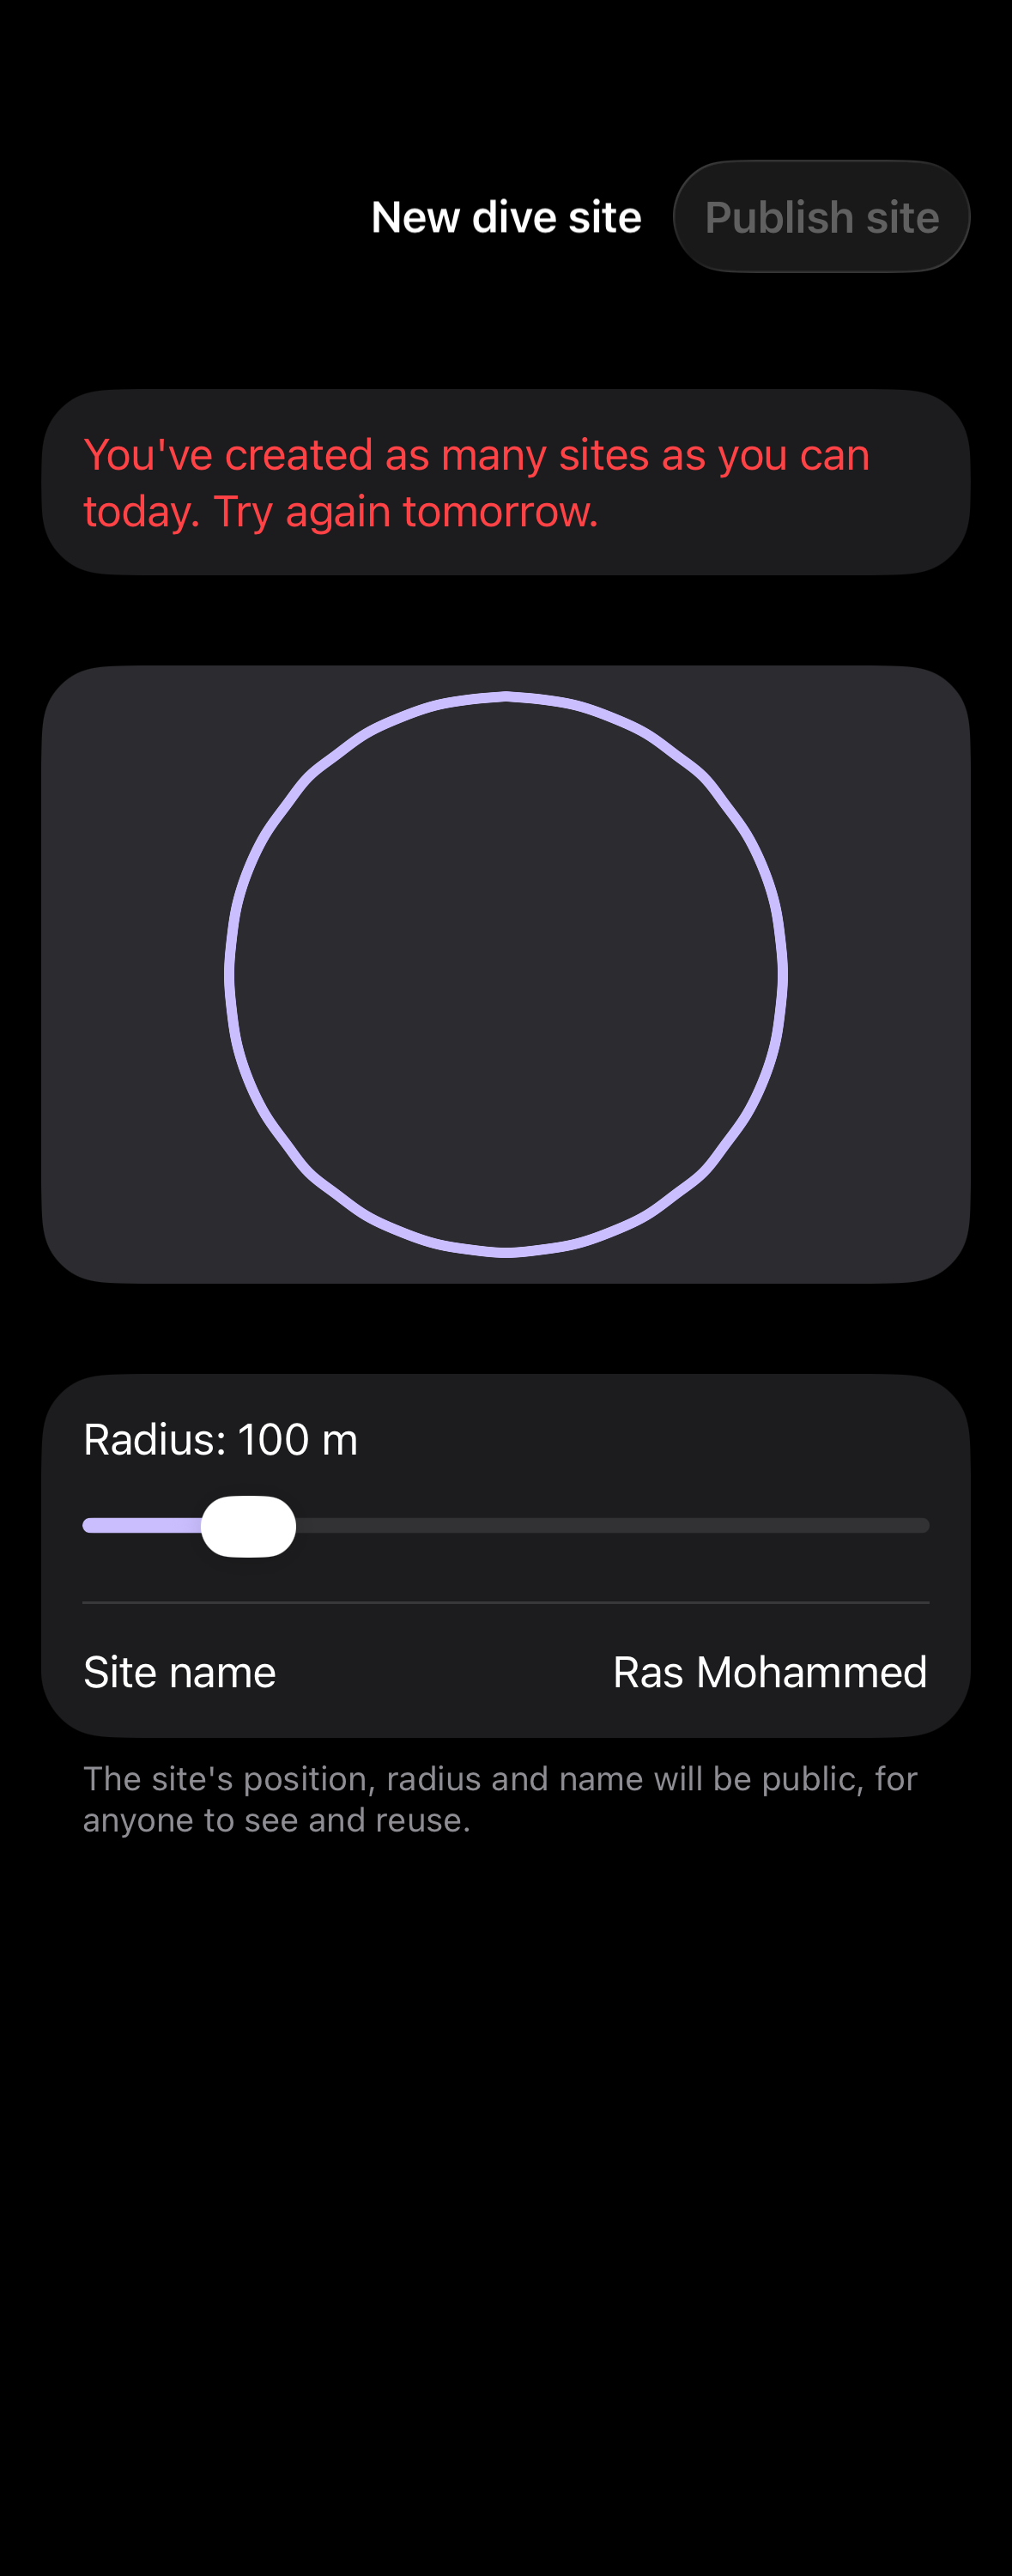 New dive site
Publish site
You've created as many sites as you can
today. Try again tomorrow.
Radius: 100 m
Site name
Ras Mohammed
The site's position, radius and name will be public, for
anyone to see and reuse.